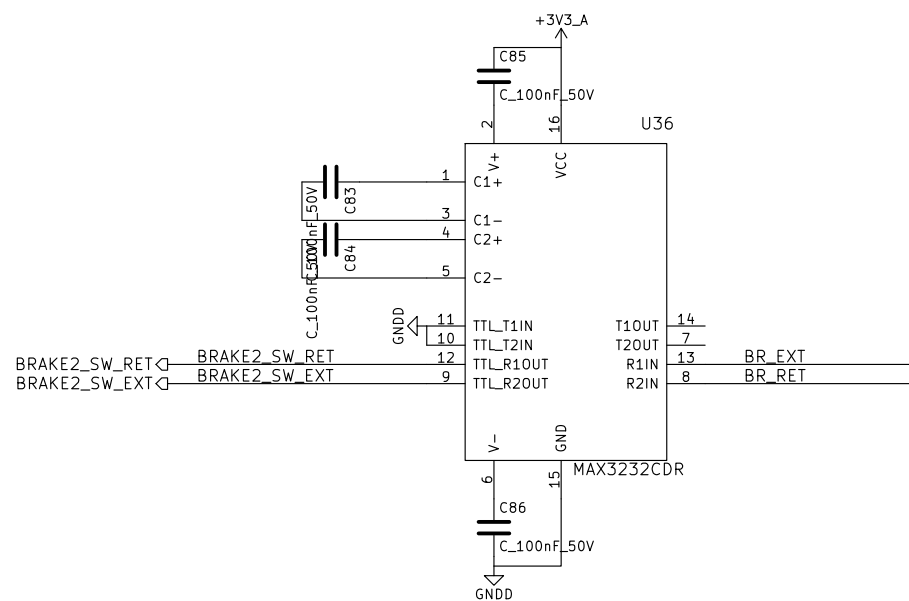 +3V3_A
C85
C_100nF_50V
U36
2
16
V+
VCC
1
C1+
C83
C_100nF_50V
3
C1-
4
C2+
C84
C_100nF_50V
5
C2-
GNDD
11
TTL_T1IN
T1OUT
14
10
TTL_T2IN
T2OUT
7
BRAKE2_SW_RET
BRAKE2_SW_RET
12
TTL_R1OUT
R1IN
13
BR_EXT
BRAKE2_SW_EXT
BRAKE2_SW_EXT
9
TTL_R2OUT
R2IN
8
BR_RET
V-
GND
6
15
MAX3232CDR
C86
C_100nF_50V
GNDD